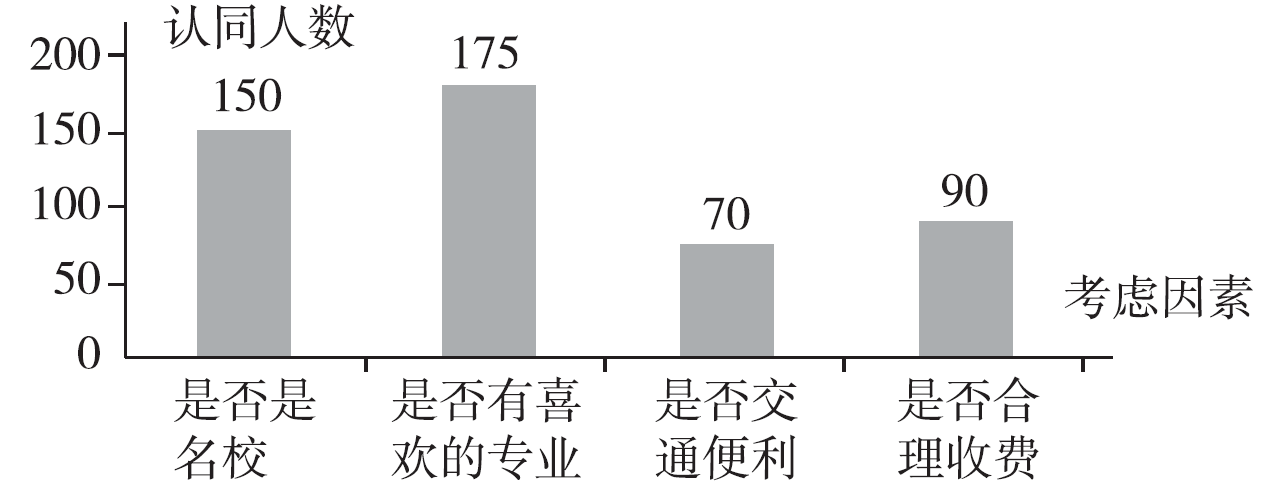 认同人数
200
150
100
50
0
150
175
70
90
考虑因素
是否是
名校
是否有喜
欢的专业
是否交
通便利
是否合
理收费